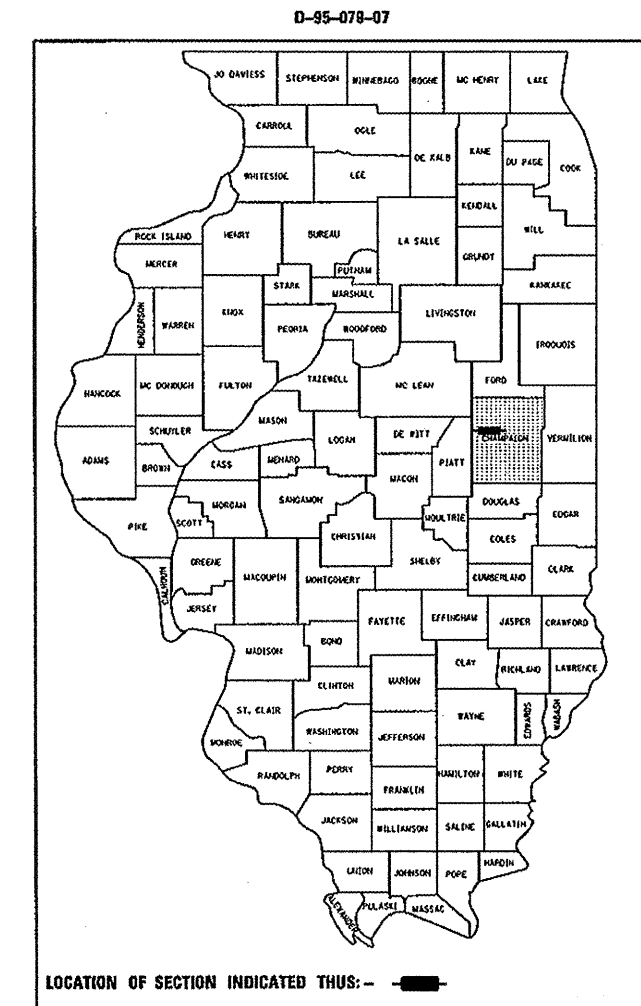 D-95-078-07
JO DAVIESS STEPHENSON WINNEBAGO BOONE MC HENRY LAKE
CARROLL OGLE
DE KALB KANE DU PAGE COOK
WHITESIDE LEE
KENDALL
ROCK ISLAND HENRY BUREAU LA SALLE WILL
MERCER PUTNAM GRUNDY
STARK MARSHALL KANKAKEE
HENDERSON WARREN KNOX PEORIA WOODFORD LIVINGSTON IROQUOIS
HANCOCK MC DONOUGH FULTON TAZEWELL MC LEAN FORD
MASON
SCHUYLER LOGAN DE WITT CHAMPAIGN VERMILION
ADAMS BROWN CASS MENARD PIATT
MACON
PIKE SCOTT MORGAN SANGAMON DOUGLAS EDGAR
CHRISTIAN MOULTRIE
COLES
CALHOUN GREENE SHELBY CLARK
MACOUPIN MONTGOMERY CUMBERLAND
JERSEY
FAYETTE EFFINGHAM JASPER CRAWFORD
MADISON BOND
CLAY RICHLAND LAWRENCE
CLINTON MARION
ST. CLAIR WAYNE EDWARDS WABASH
WASHINGTON JEFFERSON
MONROE
RANDOLPH PERRY HAMILTON WHITE
FRANKLIN
JACKSON WILLIAMSON SALINE GALLATIN
UNION JOHNSON POPE HARDIN
ALEXANDER PULASKI MASSAC
LOCATION OF SECTION INDICATED THUS:-